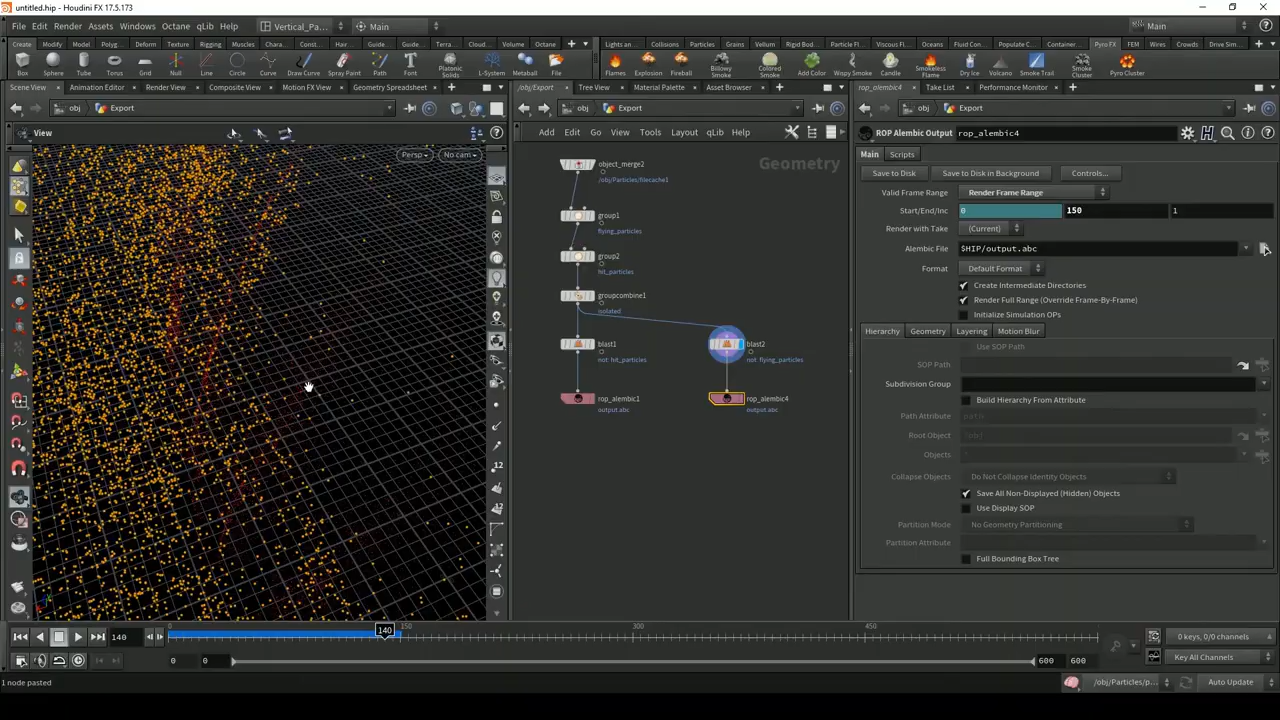 untitled.hip - Houdini FX 17.5.173
File Edit Render Assets Windows Octane qLib Help Vertical_Pa... Main Main
Create Modify Model Polyg... Deform Texture Rigging Muscles Chara... Const... Hair... Guide... Guide... Terra... Cloud... Volume Octane
Lights an Collisions Particles Grains Vellum Rigid Bod... Particle Fl... Viscous Fl... Oceans Fluid Con... Populate C... Container... Pyro FX FEM Wires Crowds Drive Sim...
Box Sphere Tube Torus Grid Null Line Circle Curve Draw Curve Spray Paint Path Font Platonic Solids L-System Metaball File
Flames Explosion Fireball Billowy Smoke Colored Smoke Add Color Wispy Smoke Candle Smokeless Flame Dry Ice Volcano Smoke Trail Smoke Cluster Pyro Cluster
Scene View Animation Editor Render View Composite View Motion FX View Geometry Spreadsheet...
/obj/Export Tree View Material Palette Asset Browser
rop_alembic4 Take List Performance Monitor
obj Export
obj Export
obj Export
View
Add Edit Go View Tools Layout qLib Help
ROP Alembic Output rop_alembic4
Persp No cam
Geometry
object_merge2
/obj/Particles/filecache1
group1
flying_particles
group2
hit_particles
groupcombine1
isolated
blast1
not: hit_particles
blast2
not: flying_particles
rop_alembic1
output.abc
rop_alembic4
output.abc
Main Scripts
Save to Disk Save to Disk in Background Controls...
Valid Frame Range Render Frame Range
Start/End/Inc 0 150 1
Render with Take (Current)
Alembic File $HIP/output.abc
Format Default Format
Create Intermediate Directories
Render Full Range (Override Frame-By-Frame)
Initialize Simulation OPs
Hierarchy Geometry Layering Motion Blur
Use SOP Path
SOP Path
Subdivision Group
Build Hierarchy From Attribute
Path Attribute path
Root Object /obj
Objects *
Collapse Objects Do Not Collapse Identity Objects
Save All Non-Displayed (Hidden) Objects
Use Display SOP
Partition Mode No Geometry Partitioning
Partition Attribute
Full Bounding Box Tree
140 0 140 150 300 450 0 keys, 0/0 channels
0 0 600 600 Key All Channels
1 node pasted /obj/Particles/p... Auto Update